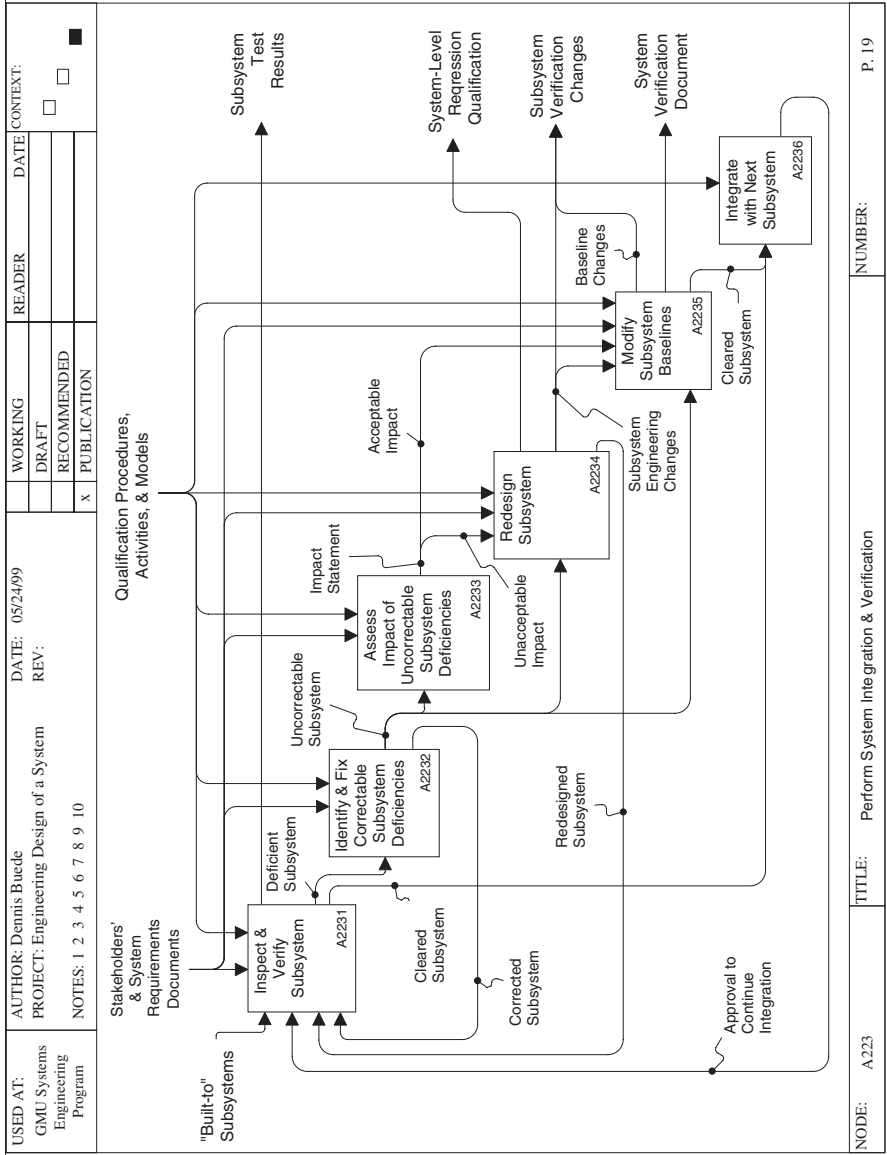 USED AT:
GMU Systems
Engineering
Program
AUTHOR: Dennis Buede
PROJECT: Engineering Design of a System
NOTES: 1 2 3 4 5 6 7 8 9 10
DATE: 05/24/99
REV:
WORKING
DRAFT
RECOMMENDED
x PUBLICATION
READER DATE
CONTEXT:
Stakeholders'
& System
Requirements
Documents
Qualification Procedures,
Activities, & Models
"Built-to"
Subsystems
Inspect &
Verify
Subsystem
A2231
Subsystem
Test
Results
Deficient
Subsystem
Cleared
Subsystem
Identify & Fix
Correctable
Subsystem
Deficiencies
A2232
Corrected
Subsystem
Uncorrectable
Subsystem
Assess
Impact of
Uncorrectable
Subsystem
Deficiencies
A2233
Impact
Statement
Acceptable
Impact
Unacceptable
Impact
Redesign
Subsystem
A2234
System-Level
Reqression
Qualification
Redesigned
Subsystem
Subsystem
Engineering
Changes
Modify
Subsystem
Baselines
A2235
Baseline
Changes
Subsystem
Verification
Changes
System
Verification
Document
Cleared
Subsystem
Integrate
with Next
Subsystem
A2236
Approval to
Continue
Integration
NODE: A223
TITLE: Perform System Integration & Verification
NUMBER: P. 19